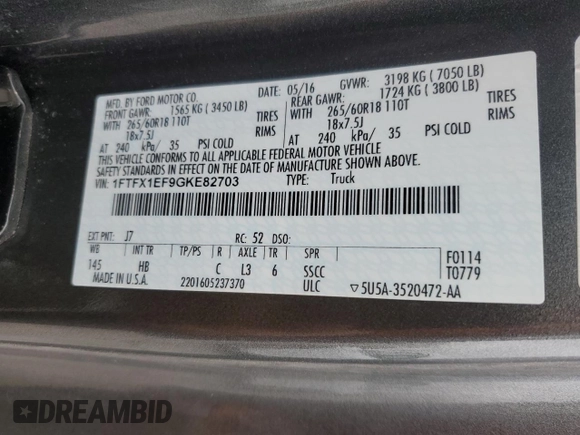 MFD. BY FORD MOTOR CO.
DATE: 05/16 GVWR: 3198 KG ( 7050 LB)
FRONT GAWR: 1565 KG ( 3450 LB) REAR GAWR: 1724 KG ( 3800 LB)
WITH 265/60R18 110T TIRES WITH 265/60R18 110T TIRES
18x7.5J RIMS 18x7.5J RIMS
AT 240 kPa/ 35 PSI COLD AT 240 kPa/ 35 PSI COLD
THIS VEHICLE CONFORMS TO ALL APPLICABLE FEDERAL MOTOR VEHICLE
SAFETY STANDARDS IN EFFECT ON THE DATE OF MANUFACTURE SHOWN ABOVE.
VIN: 1FTFX1EF9GKE82703 TYPE: Truck
EXT PNT: J7 RC: 52 DSO:
WB INT TR TP/PS R AXLE TR SPR F0114
145 HB C L3 6 SSCC T0779
MADE IN U.S.A. 2201605237370 ULC ▽5U5A-3520472-AA
DREAMBID